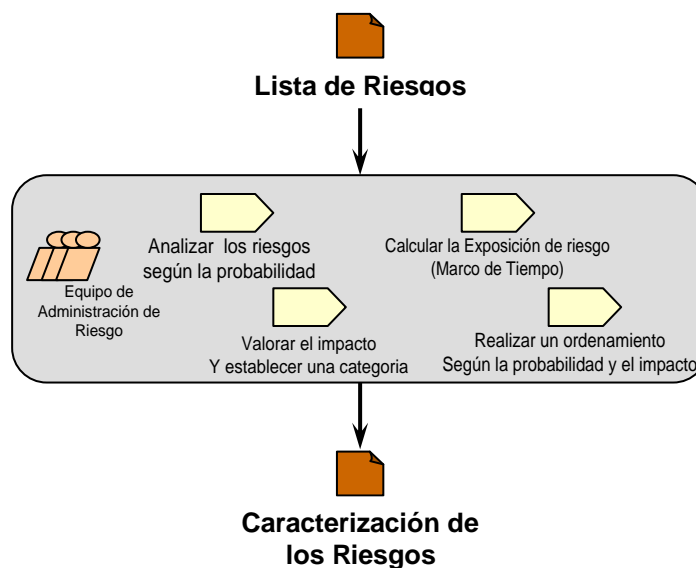 Lista de Riesgos
Analizar los riesgos
según la probabilidad
Calcular la Exposición de riesgo
(Marco de Tiempo)
Equipo de
Administración de
Riesgo
Valorar el impacto
Y establecer una categoria
Realizar un ordenamiento
Según la probabilidad y el impacto
Caracterización de
los Riesgos